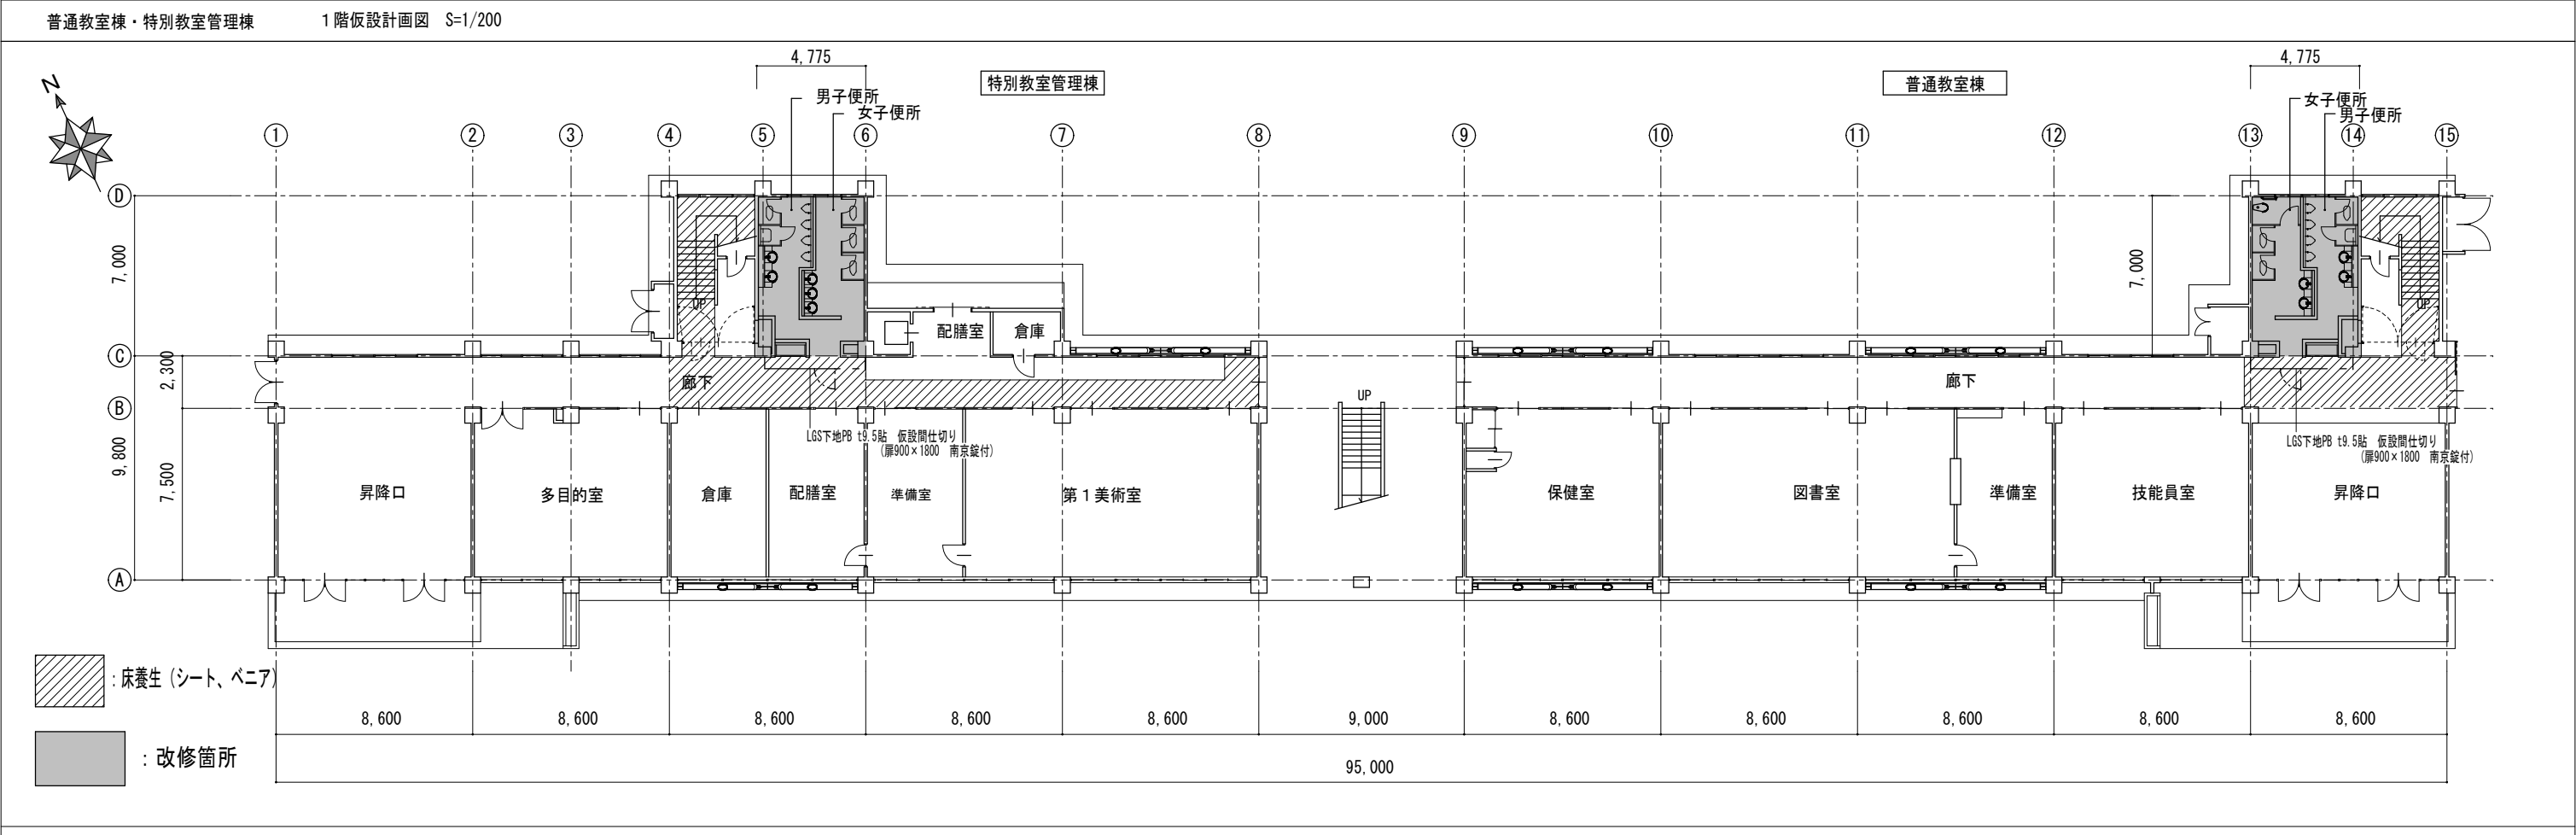 普通教室棟・特別教室管理棟　１階仮設計画図　S=1/200
4,775
特別教室管理棟
普通教室棟
4,775
N
男子便所
女子便所
女子便所
男子便所
① ② ③ ④ ⑤ ⑥ ⑦ ⑧ ⑨ ⑩ ⑪ ⑫ ⑬ ⑭ ⑮
D
7,000
7,000
UP
UP
配膳室
倉庫
C
2,300
廊下
廊下
UP
B
LGS下地PB t9.5貼　仮設間仕切り
(扉900×1800　南京錠付)
LGS下地PB t9.5貼　仮設間仕切り
(扉900×1800　南京錠付)
9,800
7,500
昇降口
多目的室
倉庫
配膳室
準備室
第１美術室
保健室
図書室
準備室
技能員室
昇降口
A
：床養生（シート、ベニア）
8,600 8,600 8,600 8,600 8,600 9,000 8,600 8,600 8,600 8,600 8,600
：改修箇所
95,000